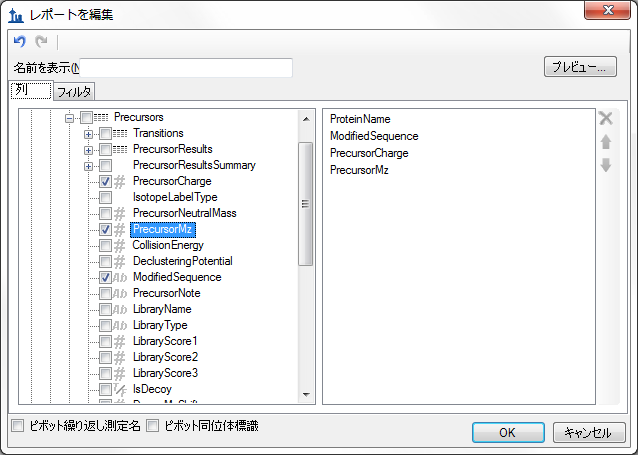 レポートを編集
名前を表示(N
プレビュー...
列
フィルタ
Precursors
Transitions
PrecursorResults
PrecursorResultsSummary
PrecursorCharge
IsotopeLabelType
PrecursorNeutralMass
PrecursorMz
CollisionEnergy
DeclusteringPotential
ModifiedSequence
PrecursorNote
LibraryName
LibraryType
LibraryScore1
LibraryScore2
LibraryScore3
IsDecoy
ProteinName
ModifiedSequence
PrecursorCharge
PrecursorMz
ピボット繰り返し測定名
ピボット同位体標識
OK
キャンセル